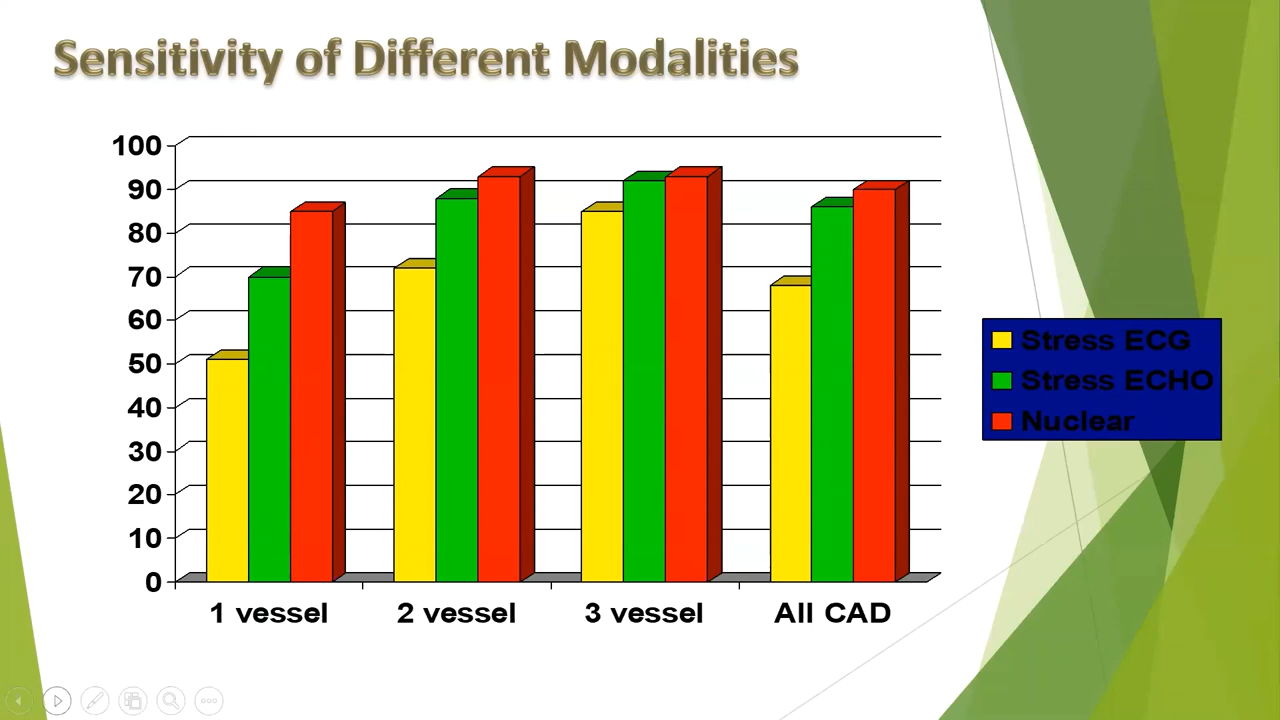 Sensitivity of Different Modalities
100
90
80
70
60
50
40
30
20
10
0
1 vessel
2 vessel
3 vessel
All CAD
Stress ECG
Stress ECHO
Nuclear